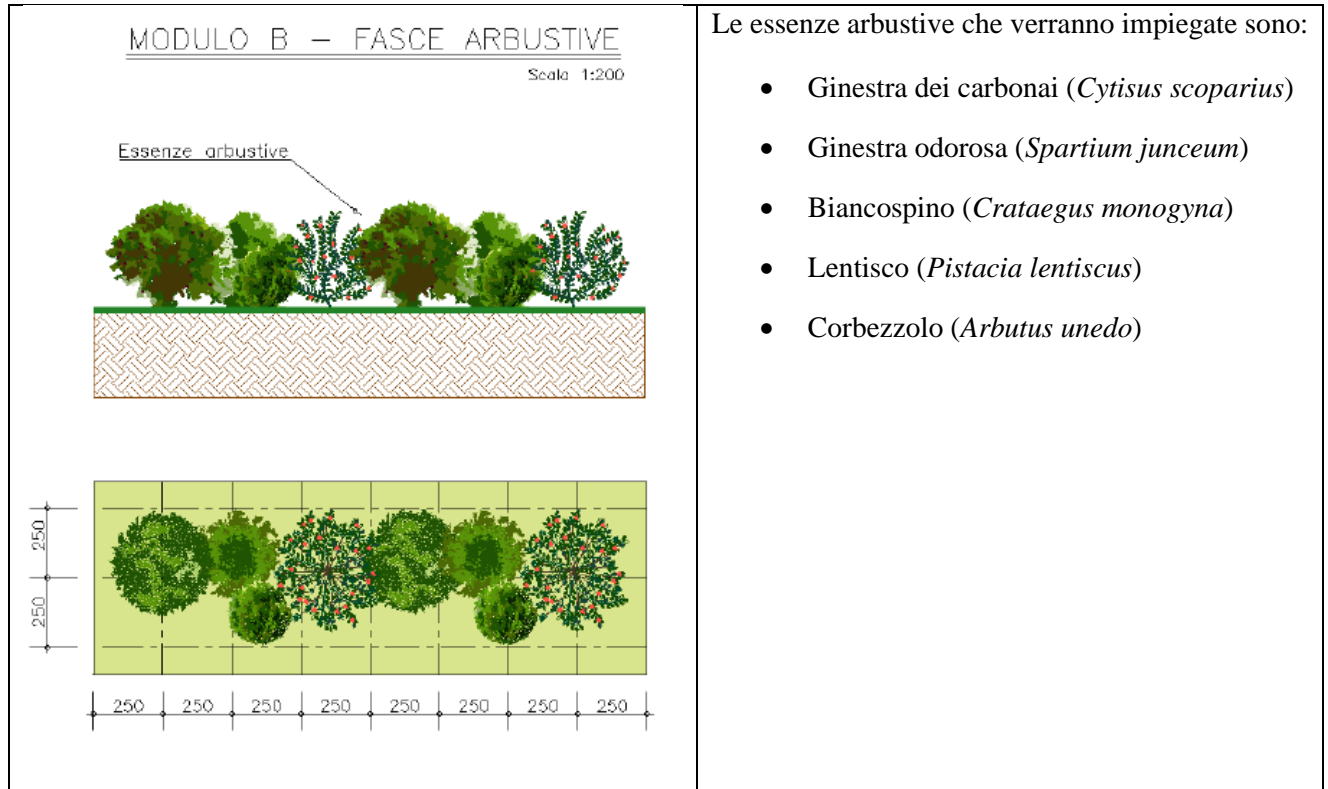 MODULO B – FASCE ARBUSTIVE
Scala 1:200
Essenze arbustive
250
250
250 250 250 250 250 250 250 250
Le essenze arbustive che verranno impiegate sono:
• Ginestra dei carbonai (Cytisus scoparius)
• Ginestra odorosa (Spartium junceum)
• Biancospino (Crataegus monogyna)
• Lentisco (Pistacia lentiscus)
• Corbezzolo (Arbutus unedo)